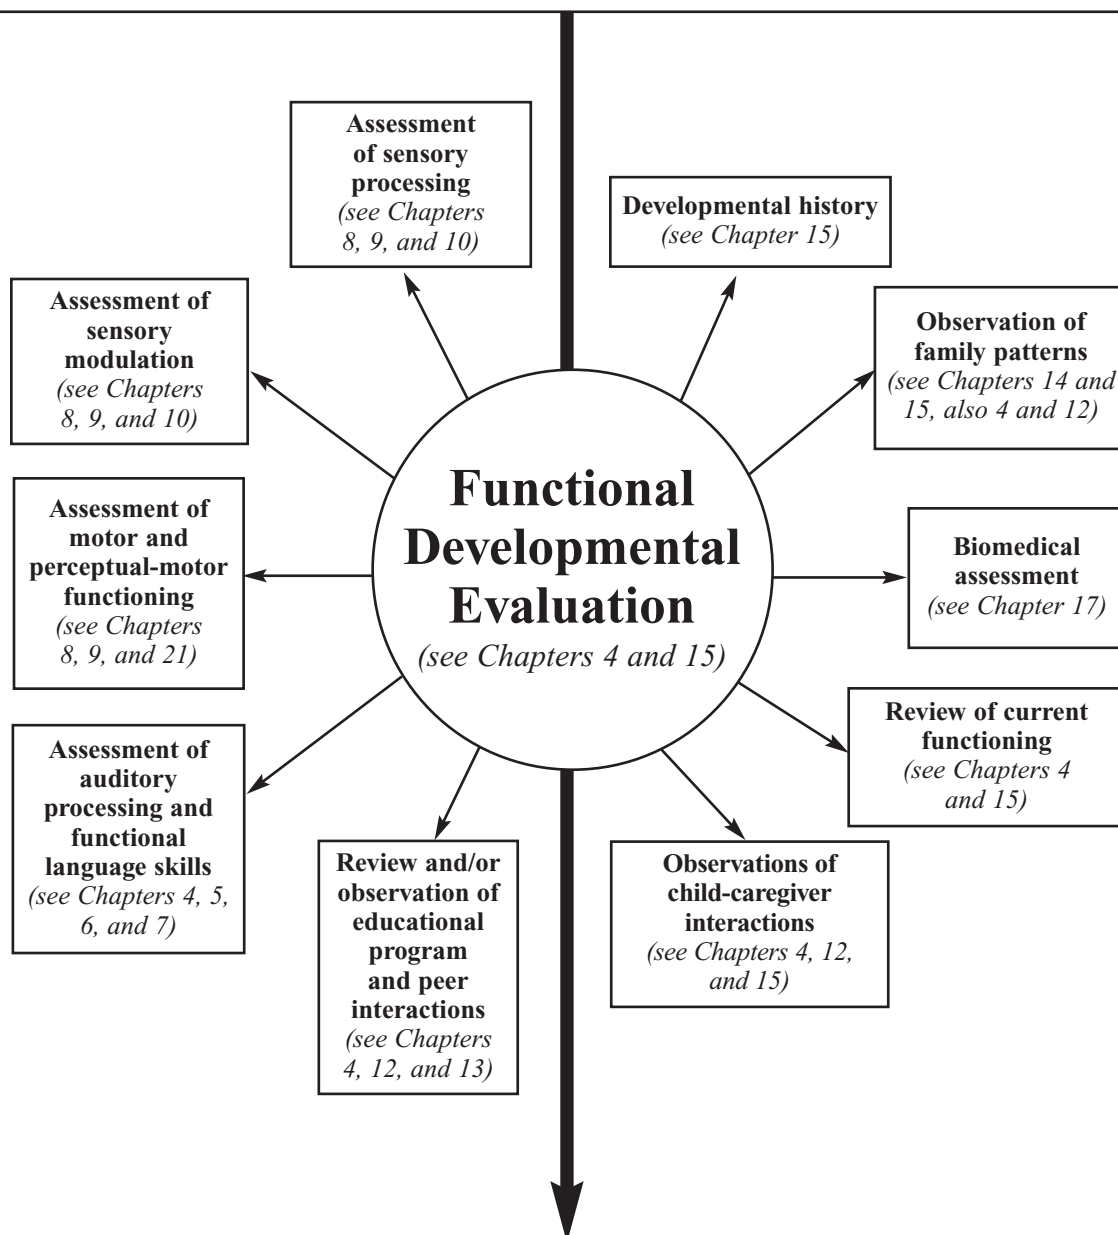 Assessment
of sensory
processing
(see Chapters
8, 9, and 10)
Developmental history
(see Chapter 15)
Assessment of
sensory
modulation
(see Chapters
8, 9, and 10)
Observation of
family patterns
(see Chapters 14 and
15, also 4 and 12)
Functional
Developmental
Evaluation
(see Chapters 4 and 15)
Assessment of
motor and
perceptual-motor
functioning
(see Chapters
8, 9, and 21)
Biomedical
assessment
(see Chapter 17)
Assessment of
auditory
processing and
functional
language skills
(see Chapters 4, 5,
6, and 7)
Review of current
functioning
(see Chapters 4
and 15)
Review and/or
observation of
educational
program
and peer
interactions
(see Chapters
4, 12, and 13)
Observations of
child-caregiver
interactions
(see Chapters 4, 12,
and 15)